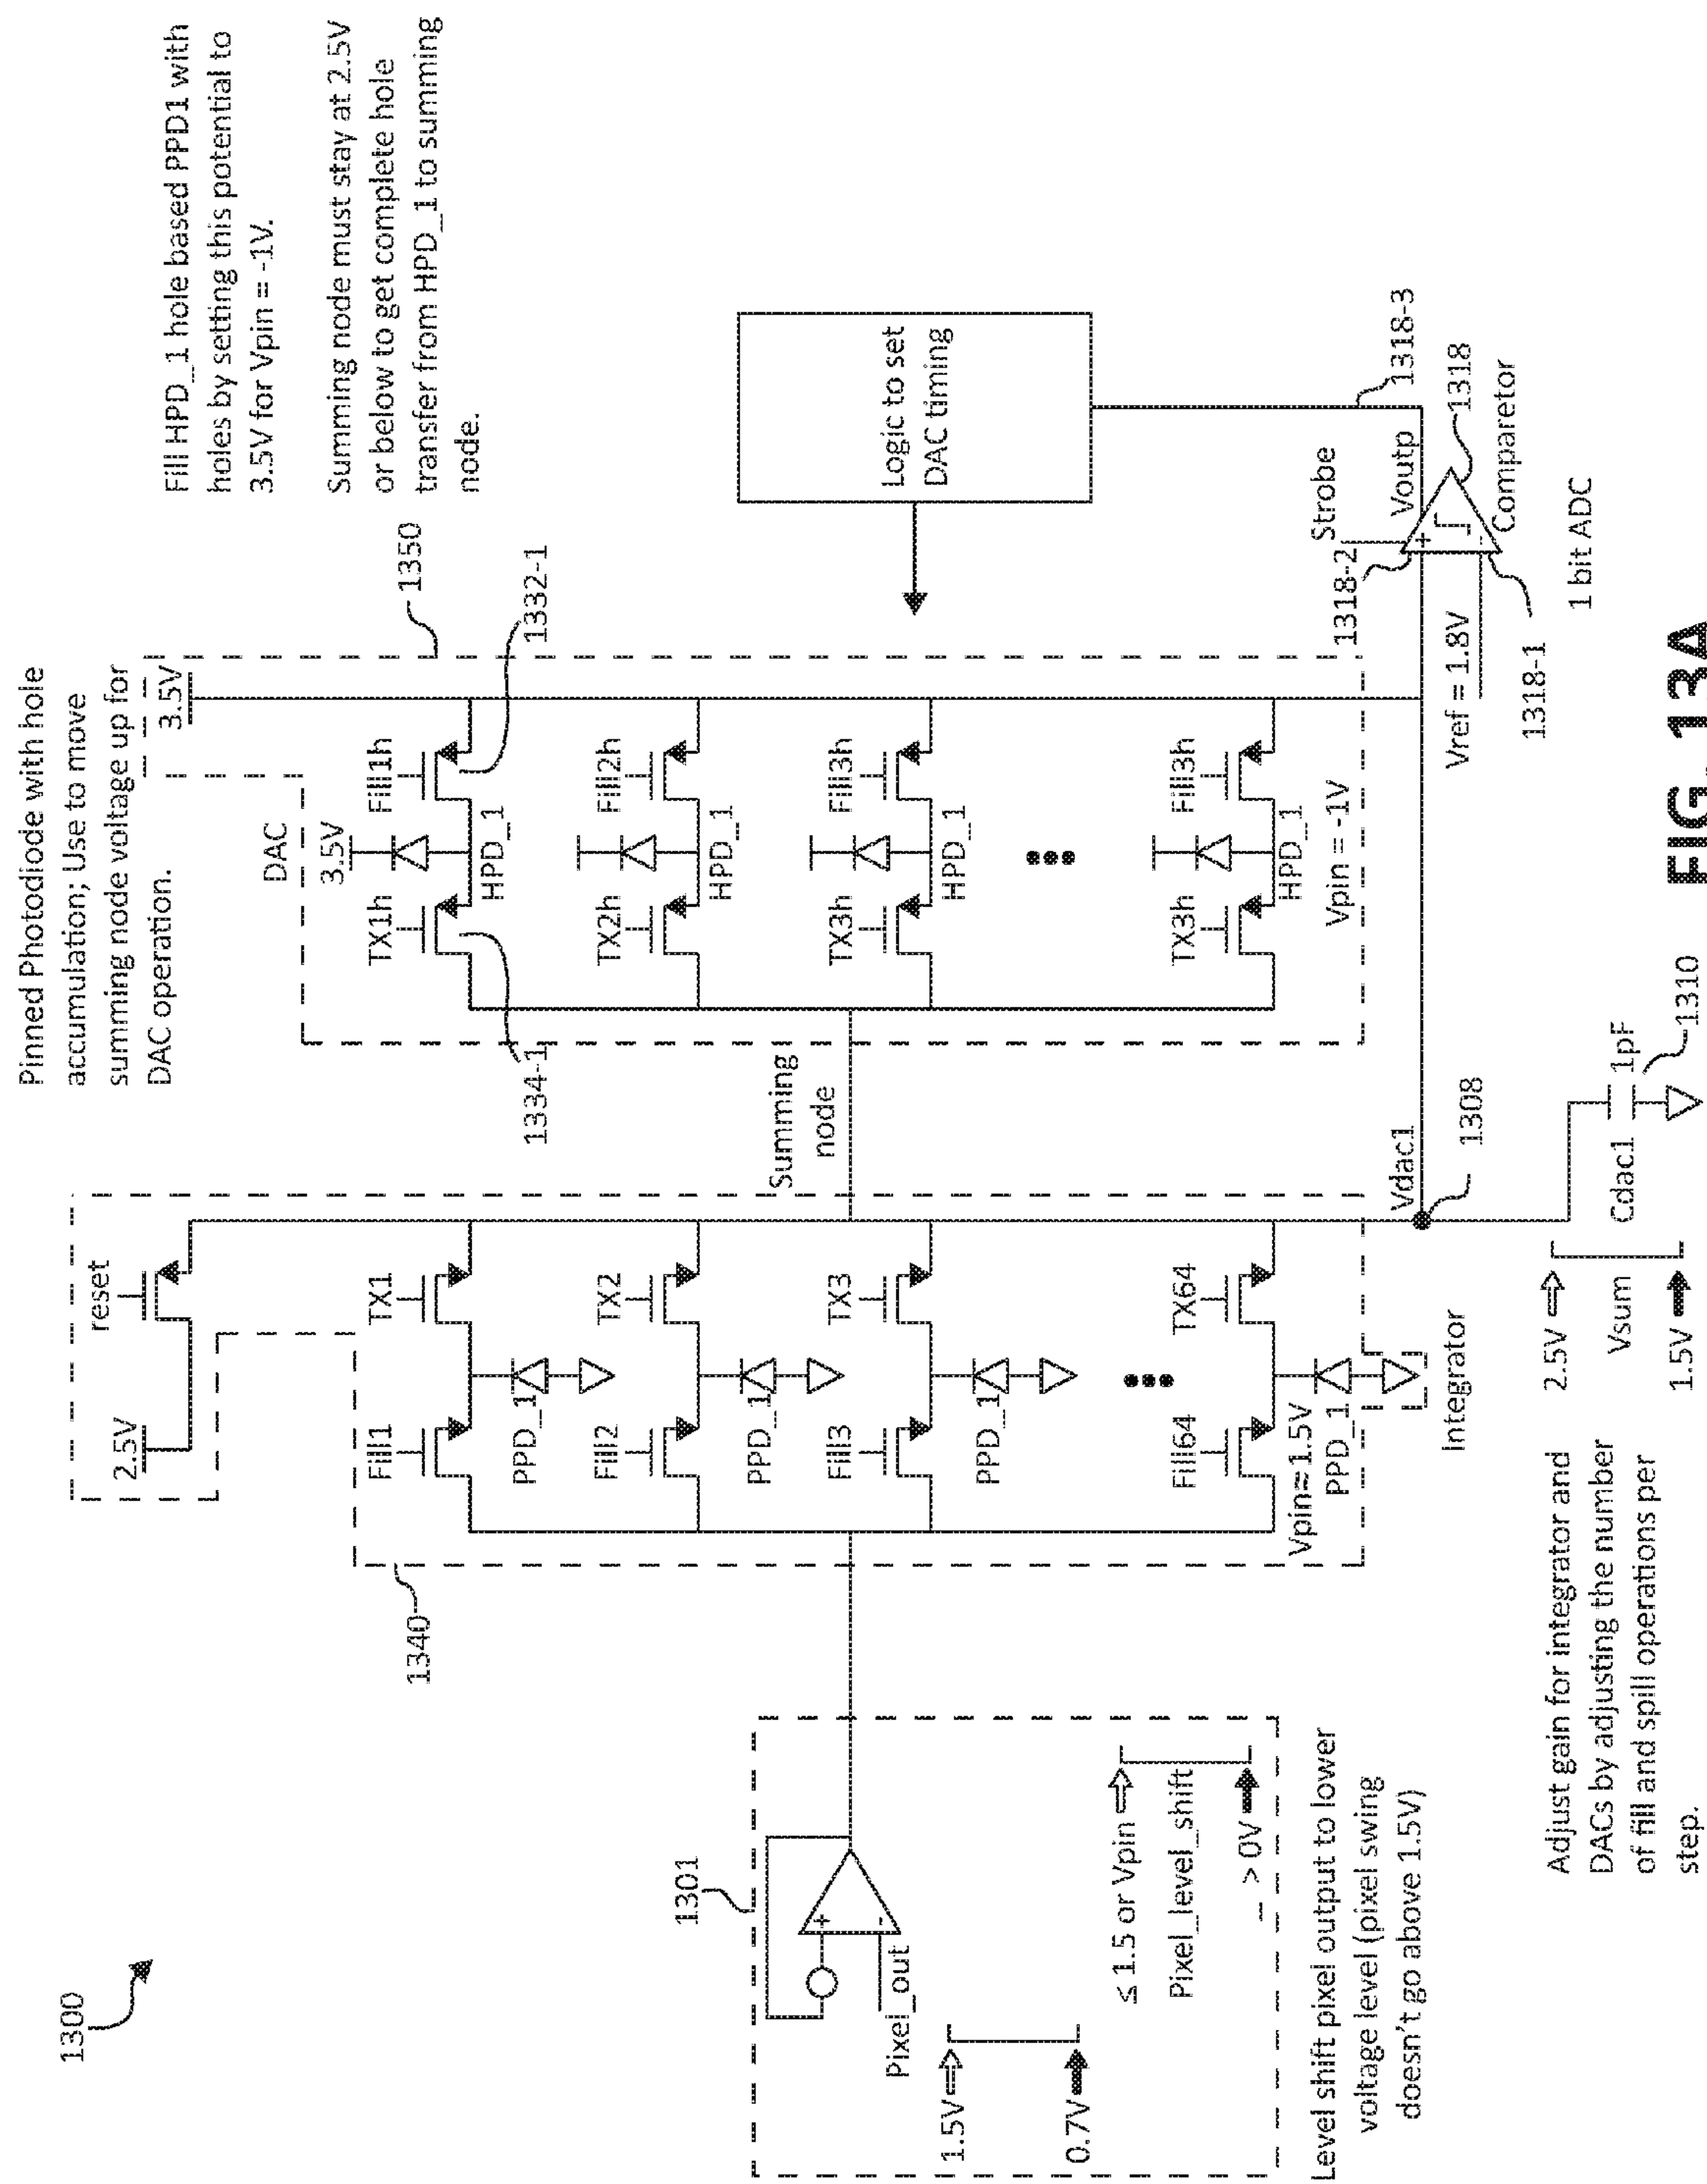 1300
Pinned Photodiode with hole
accumulation; Use to move
summing node voltage up for
DAC operation.
Fill HPD_1 hole based PPD1 with
holes by setting this potential to
3.5V for Vpin = -1V.
Summing node must stay at 2.5V
or below to get complete hole
transfer from HPD_1 to summing
node.
reset
2.5V
1340
Fill1
TX1
PPD_1
Fill2
TX2
PPD_1
Fill3
TX3
PPD_1
Fill64
TX64
Vpin=1.5V
PPD_1
Integrator
Summing
node
DAC
3.5V
3.5V
1350
TX1h
Fill1h
HPD_1
1334-1
1332-1
TX2h
Fill2h
HPD_1
TX3h
Fill3h
HPD_1
TX3h
Fill3h
HPD_1
Vpin = -1V
Logic to set
DAC timing
1301
+
-
Pixel_out
1.5V
0.7V
≤ 1.5 or Vpin
Pixel_level_shift
_ > 0V
Level shift pixel output to lower
voltage level (pixel swing
doesn't go above 1.5V)
Vdac1
1308
Cdac1
1pF
1310
2.5V
Vsum
1.5V
Adjust gain for integrator and
DACs by adjusting the number
of fill and spill operations per
step.
Strobe
1318-2
Voutp
1318-3
+
-
1318
Comparetor
Vref = 1.8V
1318-1
1 bit ADC
FIG. 13A